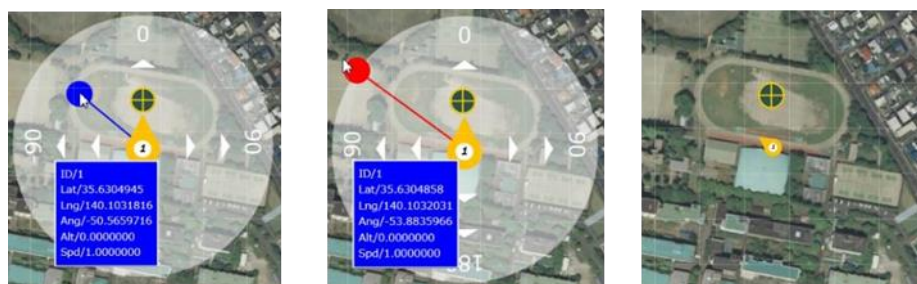 0
-90
90
1
ID/1
Lat/35.6304945
Lng/140.1031816
Ang/-50.5659716
Alt/0.0000000
Spd/1.0000000
0
90
90
180
1
ID/1
Lat/35.6304858
Lng/140.1032031
Ang/-53.8835966
Alt/0.0000000
Spd/1.0000000
1